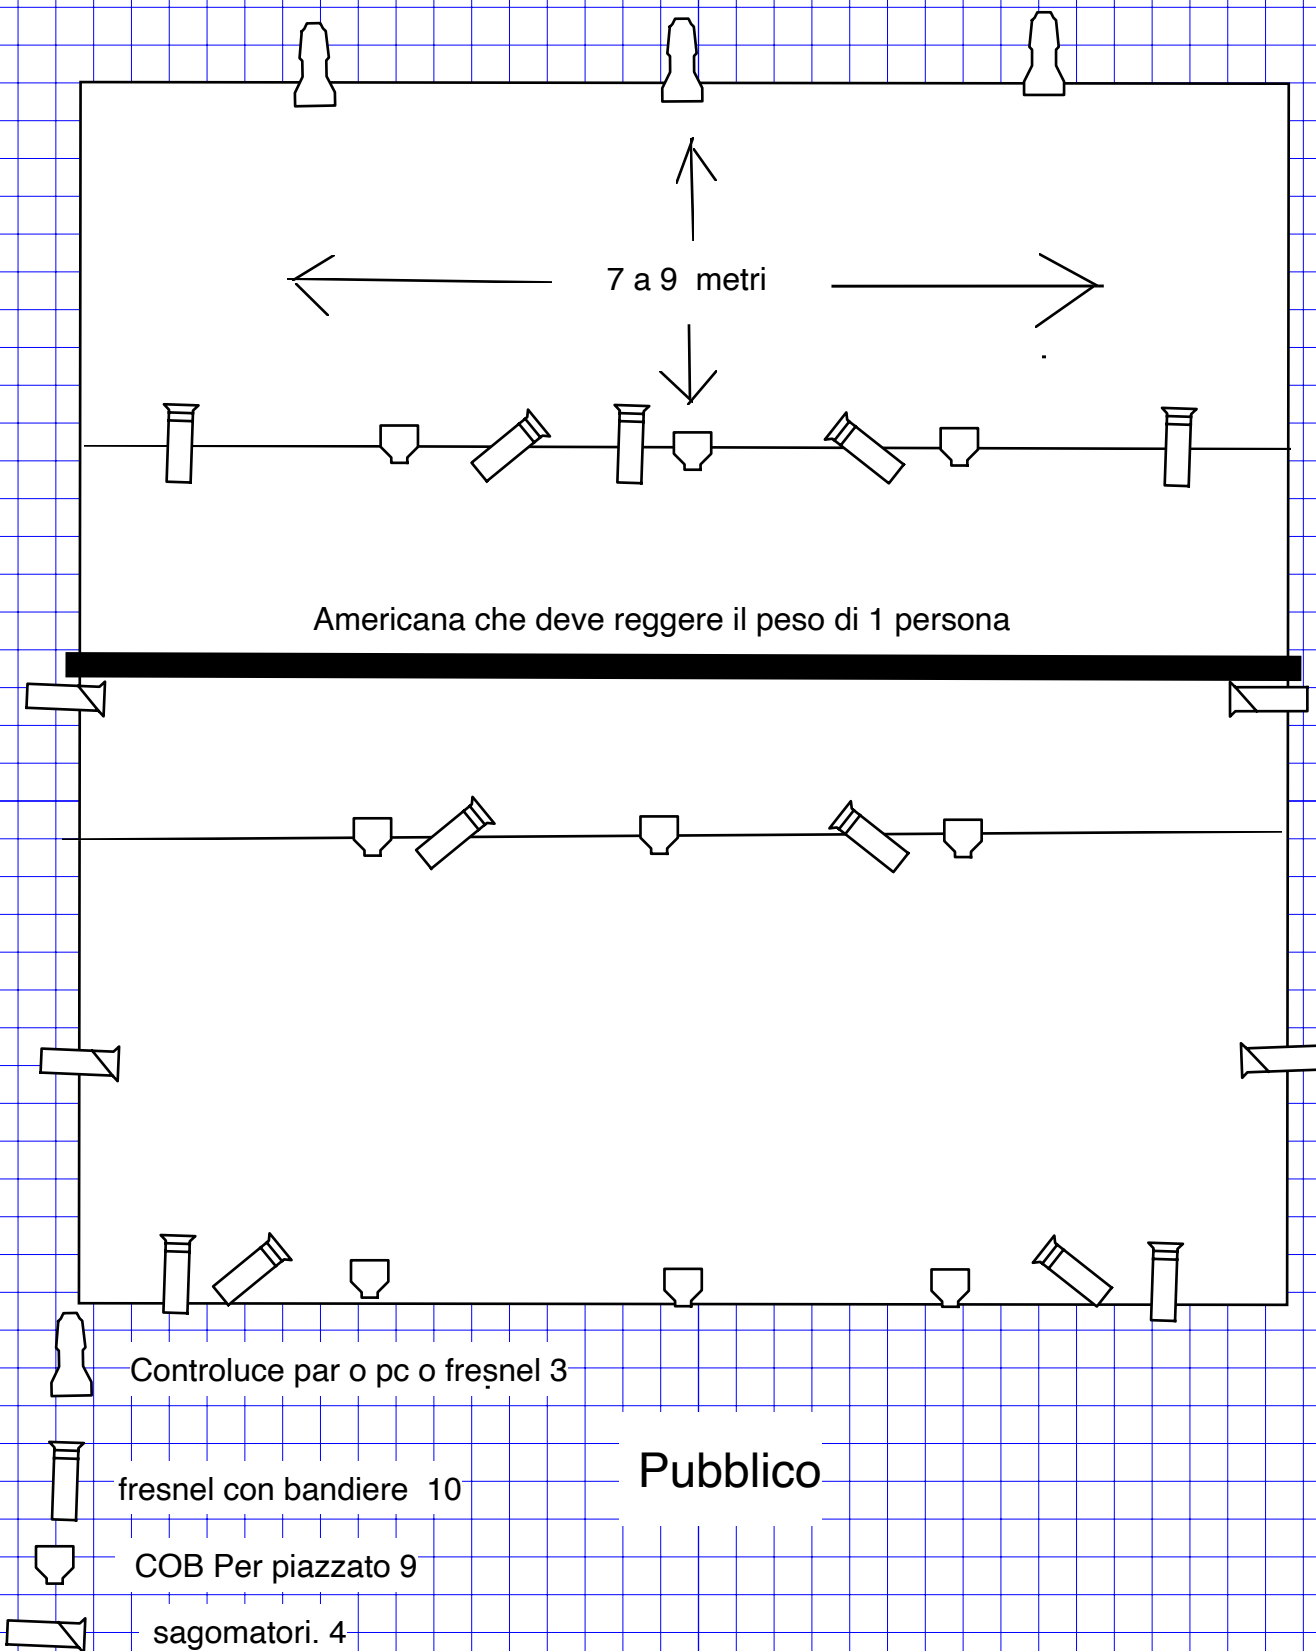 7 a 9 metri
Americana che deve reggere il peso di 1 persona
Controluce par o pc o fresnel 3
fresnel con bandiere 10
Pubblico
COB Per piazzato 9
sagomatori. 4